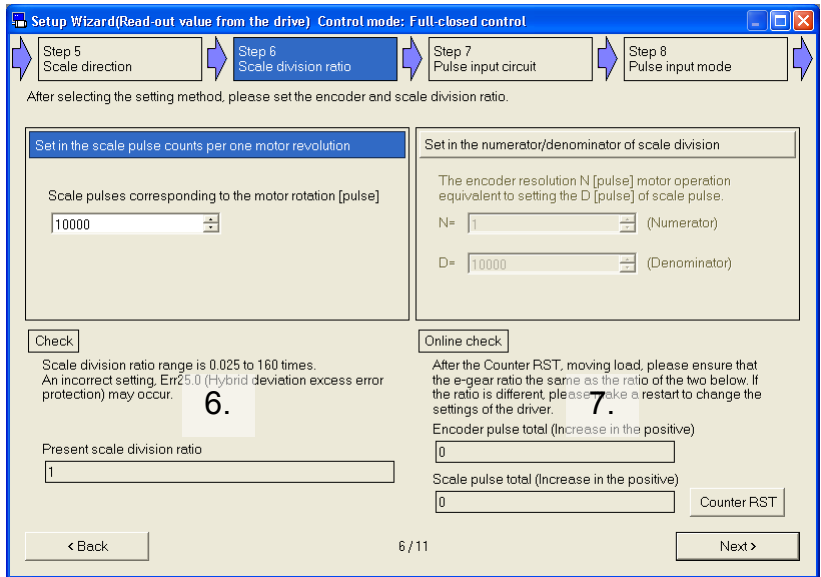 Setup Wizard(Read-out value from the drive)  Control mode: Full-closed control
Step 5
Scale direction
Step 6
Scale division ratio
Step 7
Pulse input circuit
Step 8
Pulse input mode
After selecting the setting method, please set the encoder and scale division ratio.
Set in the scale pulse counts per one motor revolution
Scale pulses corresponding to the motor rotation [pulse]
10000
Set in the numerator/denominator of scale division
The encoder resolution N [pulse] motor operation
equivalent to setting the D [pulse] of scale pulse.
N= 1 (Numerator)
D= 10000 (Denominator)
Check
Scale division ratio range is 0.025 to 160 times.
An incorrect setting, Err25.0 (Hybrid deviation excess error
protection) may occur.
6.
Present scale division ratio
1
Online check
After the Counter RST, moving load, please ensure that
the e-gear ratio the same as the ratio of the two below. If
the ratio is different, please make a restart to change the
settings of the driver.
7.
Encoder pulse total (Increase in the positive)
0
Scale pulse total (Increase in the positive)
0
Counter RST
< Back
6 / 11
Next >